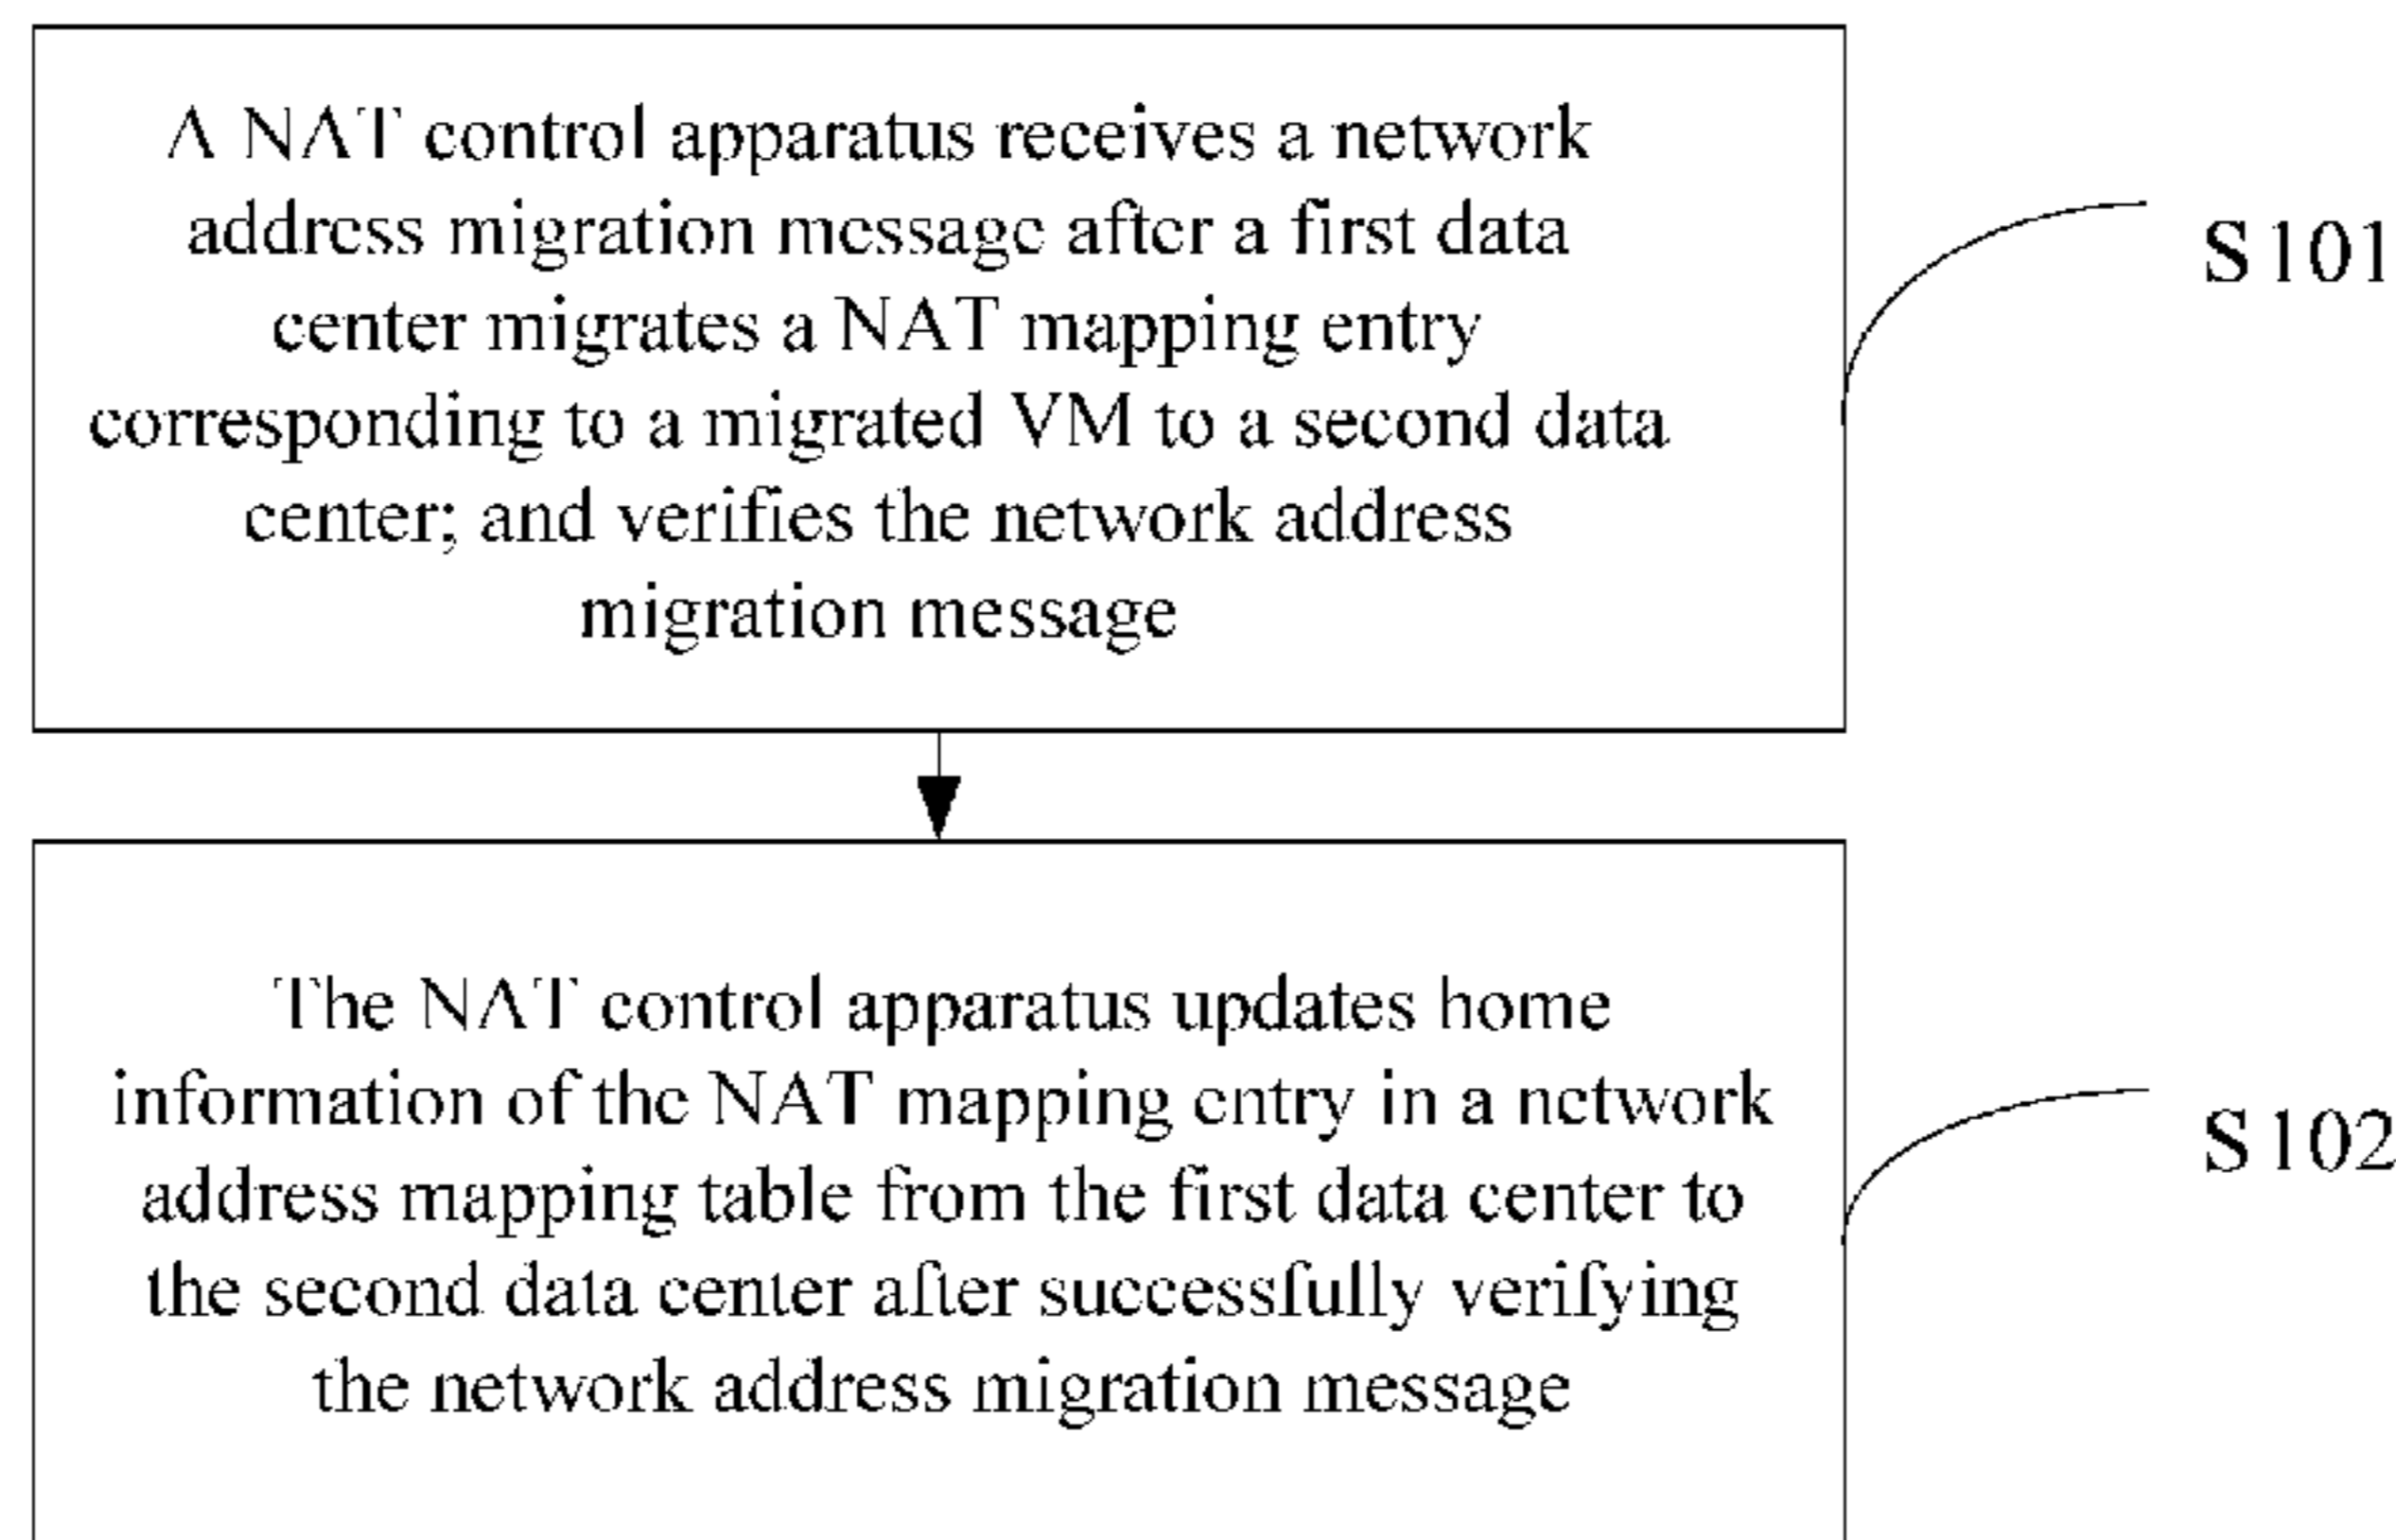 A NAT control apparatus receives a network
address migration message after a first data
center migrates a NAT mapping entry
corresponding to a migrated VM to a second data
center; and verifies the network address
migration message
S101
The NAT control apparatus updates home
information of the NAT mapping entry in a network
address mapping table from the first data center to
the second data center after successfully verifying
the network address migration message
S102